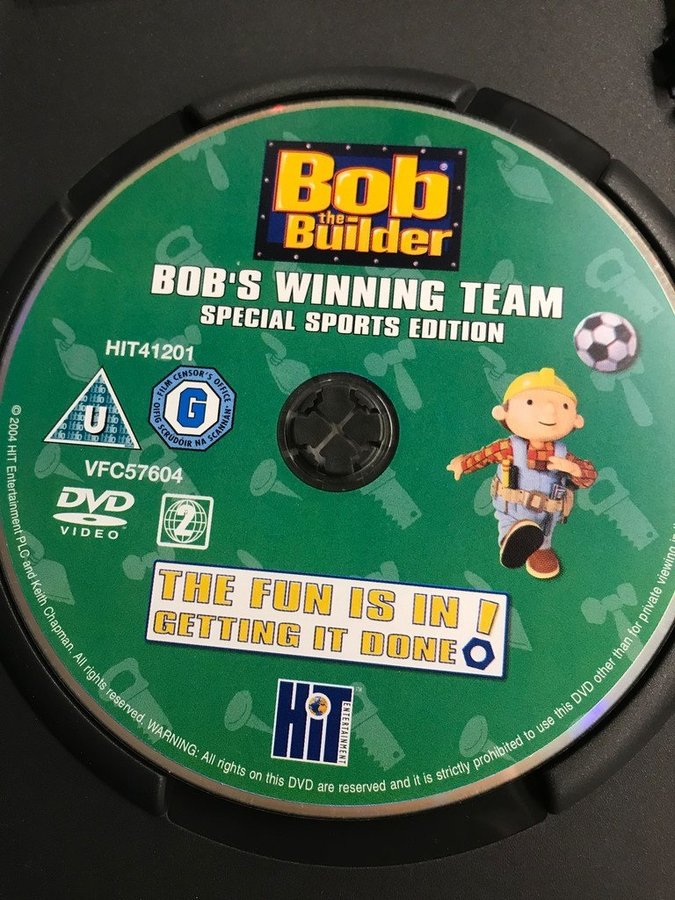 Bob
the
Builder
®
BOB'S WINNING TEAM
SPECIAL SPORTS EDITION
HIT41201
U
FILM CENSOR'S OFFICE
G
OIFIG SCRÚDÓIR NA SCANNÁN
VFC57604
DVD
VIDEO
2
THE FUN IS IN
GETTING IT DONE!
HiT
ENTERTAINMENT
™
© 2004 HIT Entertainment PLC and Keith Chapman. All rights reserved. WARNING: All rights on this DVD are reserved and it is strictly prohibited to use this DVD other than for private viewing in